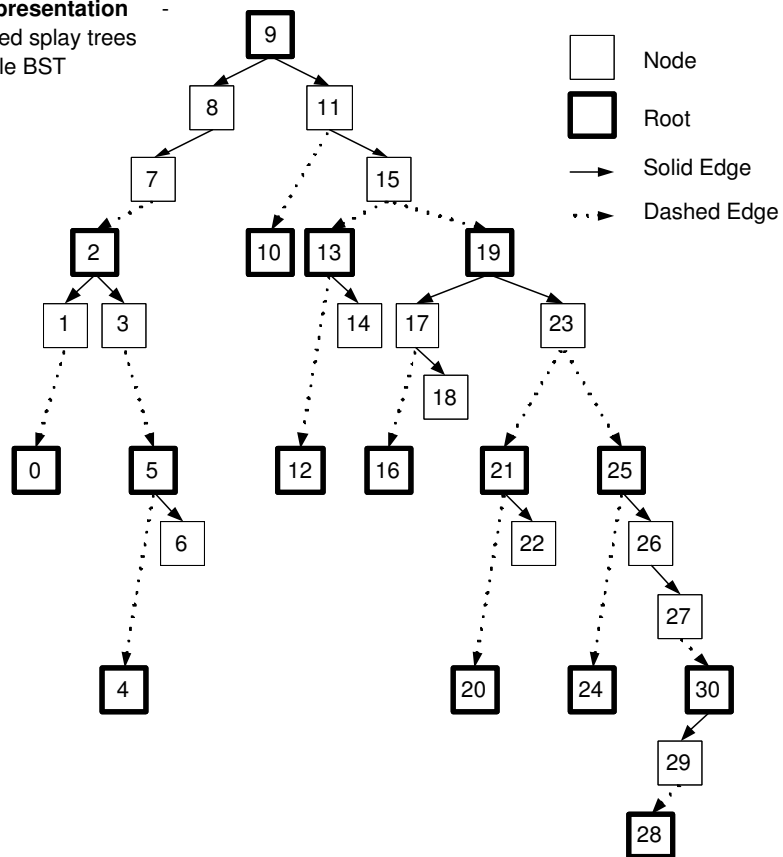 presentation -
ed splay trees
le BST
9
Node
8 11
Root
7 15
Solid Edge
Dashed Edge
2 10 13 19
1 3 14 17 23
18
0 5 12 16 21 25
6 22 26
27
4 20 24 30
29
28